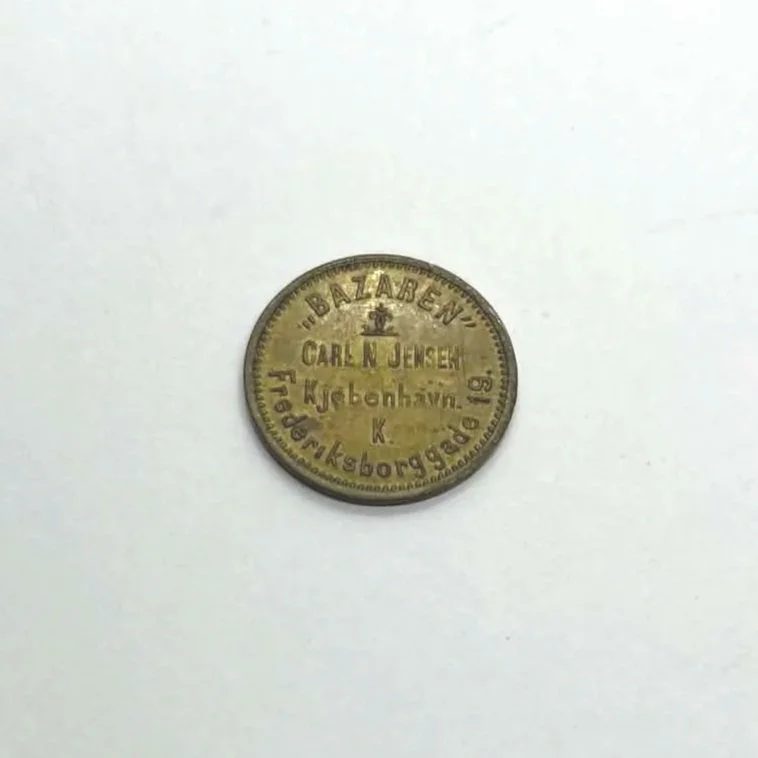 „BAZAREN”
CARL N JENSEN
Kjøbenhavn.
K.
Frederiksborggade 19.